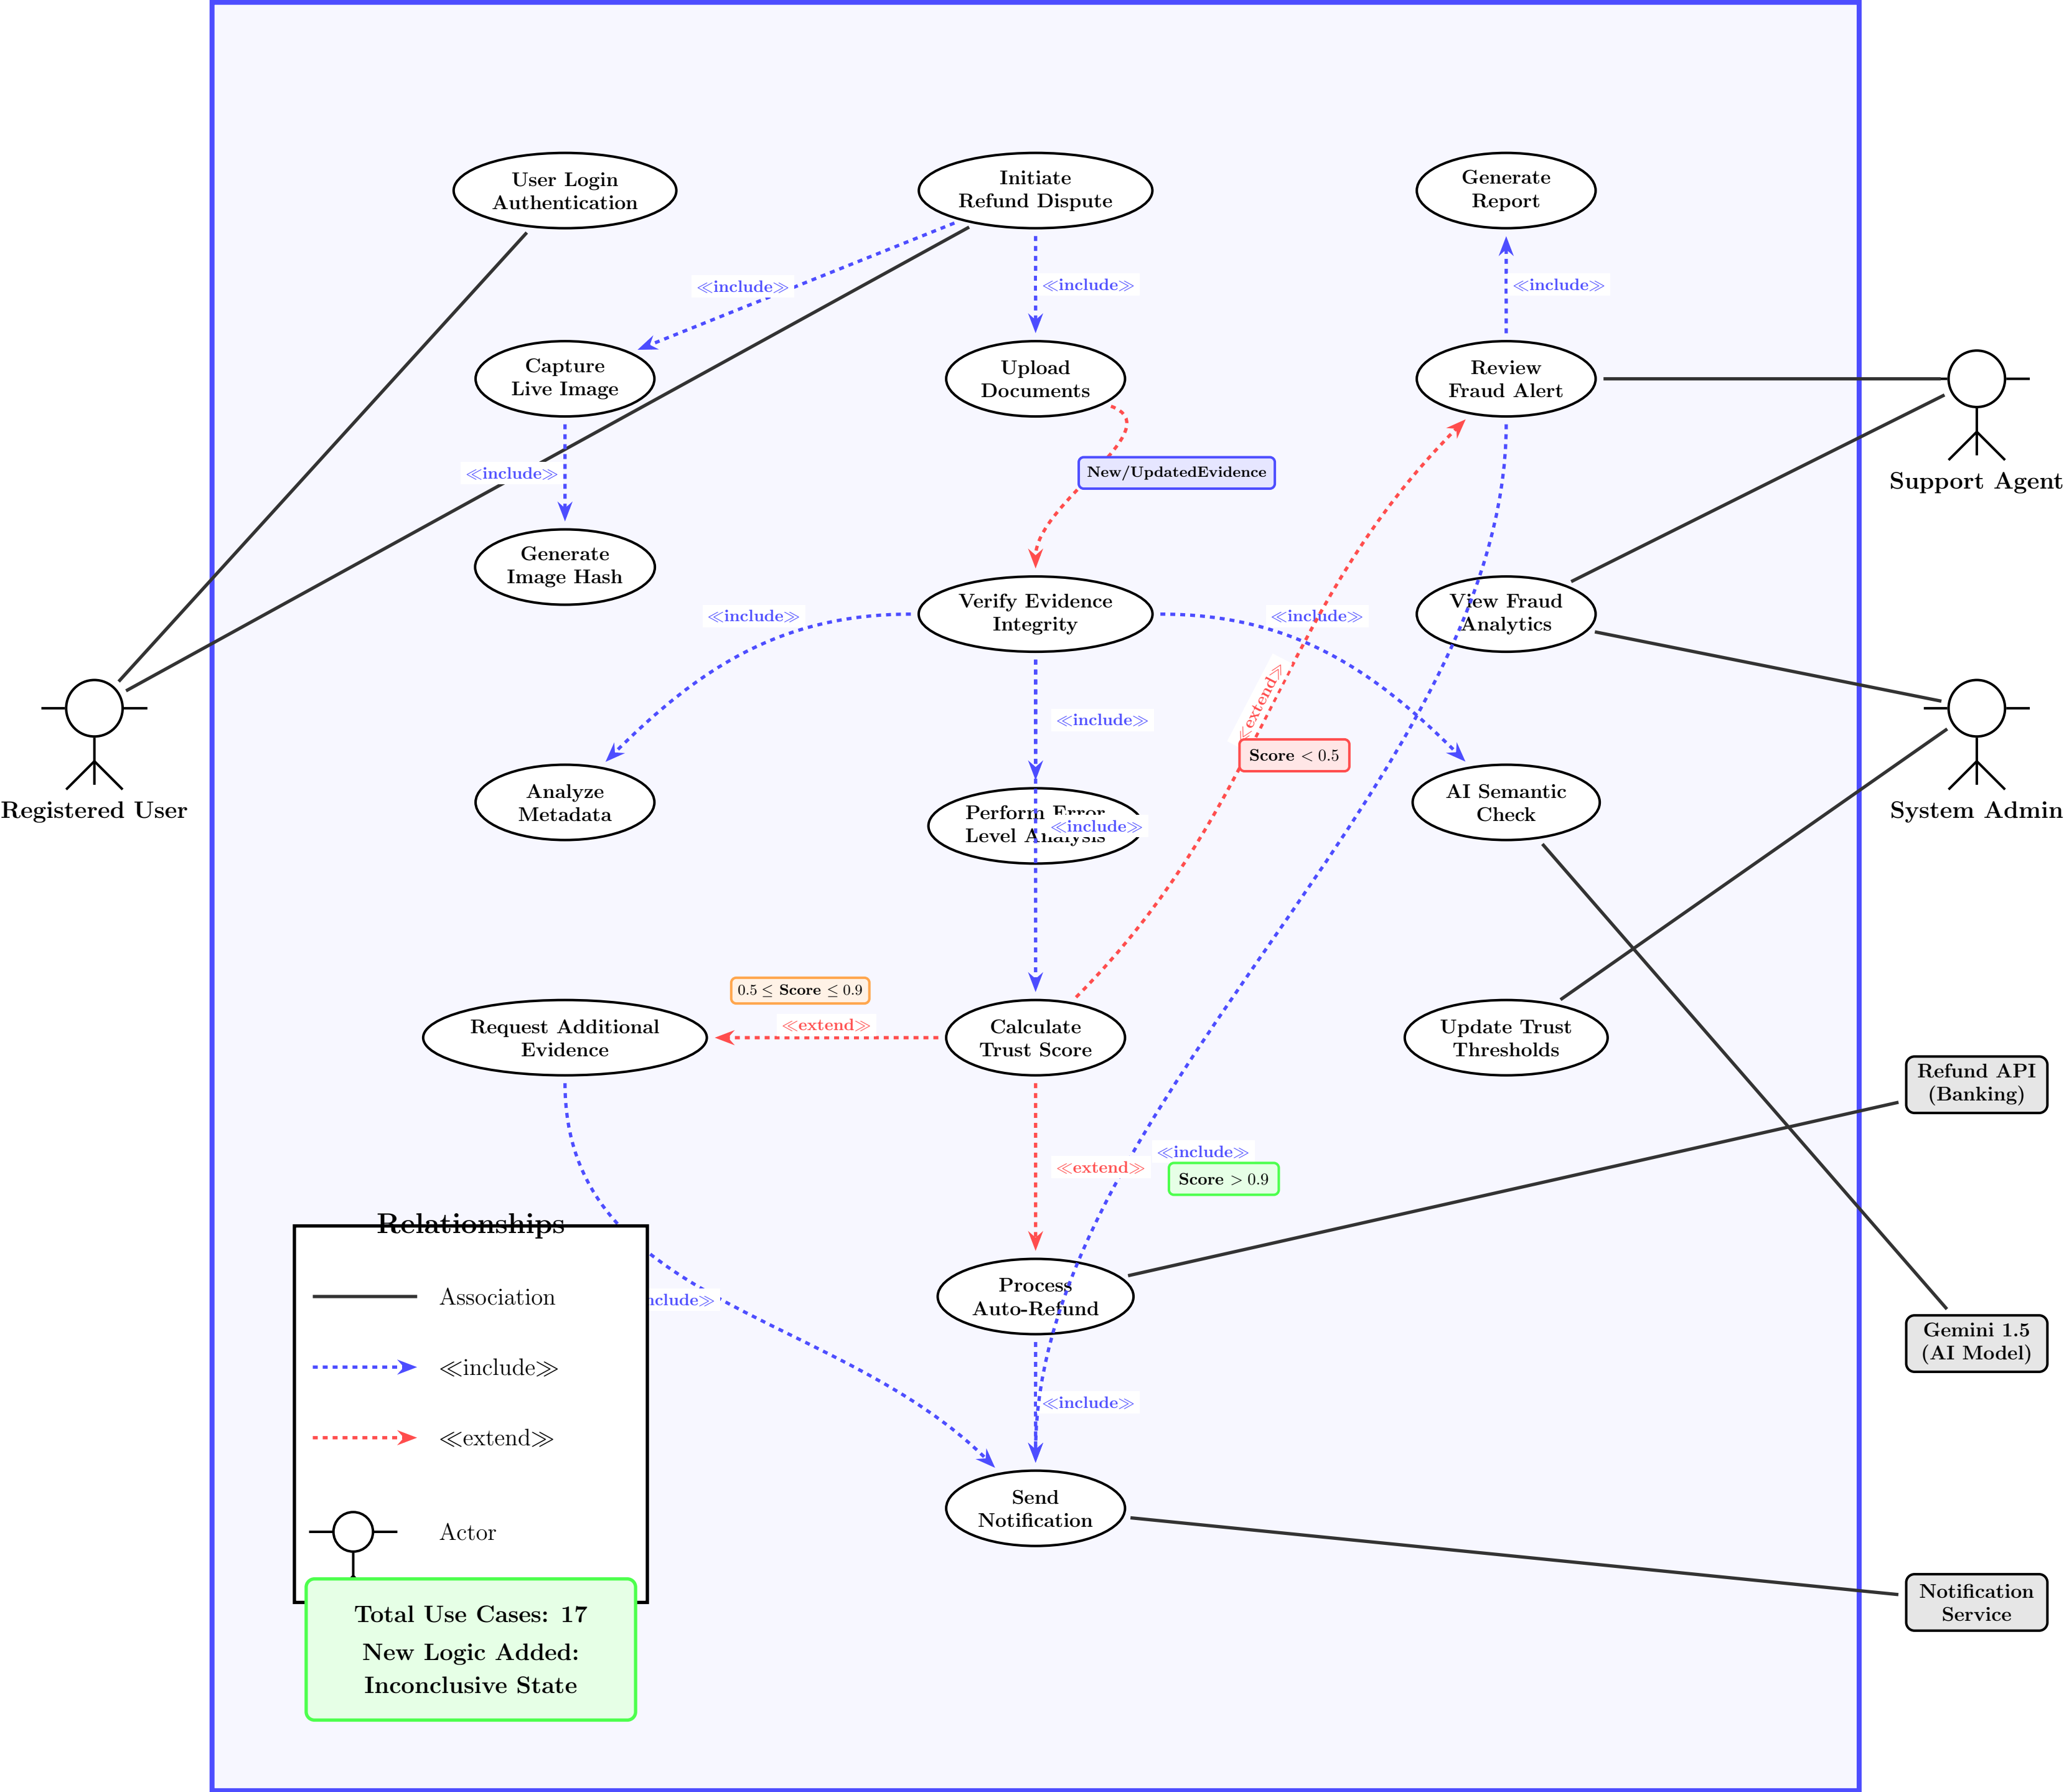 User Login
Authentication
Initiate
Refund Dispute
Generate
Report
≪include≫
≪include≫
≪include≫
Capture
Live Image
Upload
Documents
Review
Fraud Alert
Support Agent
≪include≫
New/UpdatedEvidence
Generate
Image Hash
Verify Evidence
Integrity
View Fraud
Analytics
≪include≫
≪include≫
≪extend≫
≪include≫
Score < 0.5
Registered User
System Admin
Analyze
Metadata
Perform Error
Level Analysis
≪include≫
AI Semantic
Check
0.5 ≤ Score ≤ 0.9
≪extend≫
Request Additional
Evidence
Calculate
Trust Score
Update Trust
Thresholds
Refund API
(Banking)
≪extend≫
≪include≫
Score > 0.9
Relationships
Association
≪include≫
≪extend≫
Actor
nclude≫
Process
Auto-Refund
Gemini 1.5
(AI Model)
≪include≫
Send
Notification
Notification
Service
Total Use Cases: 17
New Logic Added:
Inconclusive State